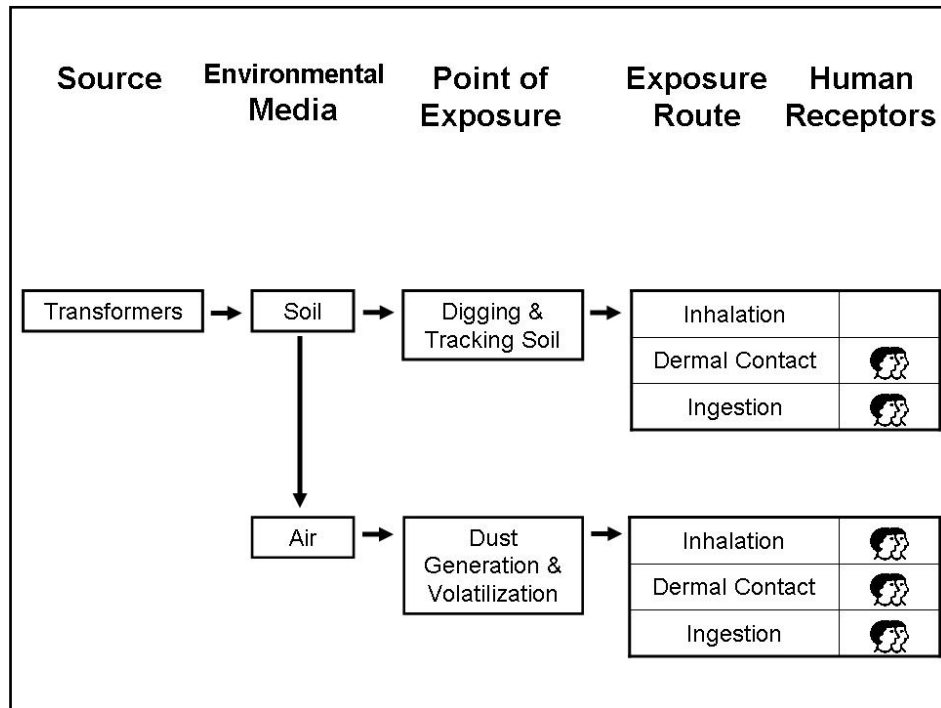 Source
Environmental
Media
Point of
Exposure
Exposure
Route
Human
Receptors
Transformers
Soil
Digging &
Tracking Soil
Inhalation
Dermal Contact
Ingestion
Air
Dust
Generation &
Volatilization
Inhalation
Dermal Contact
Ingestion